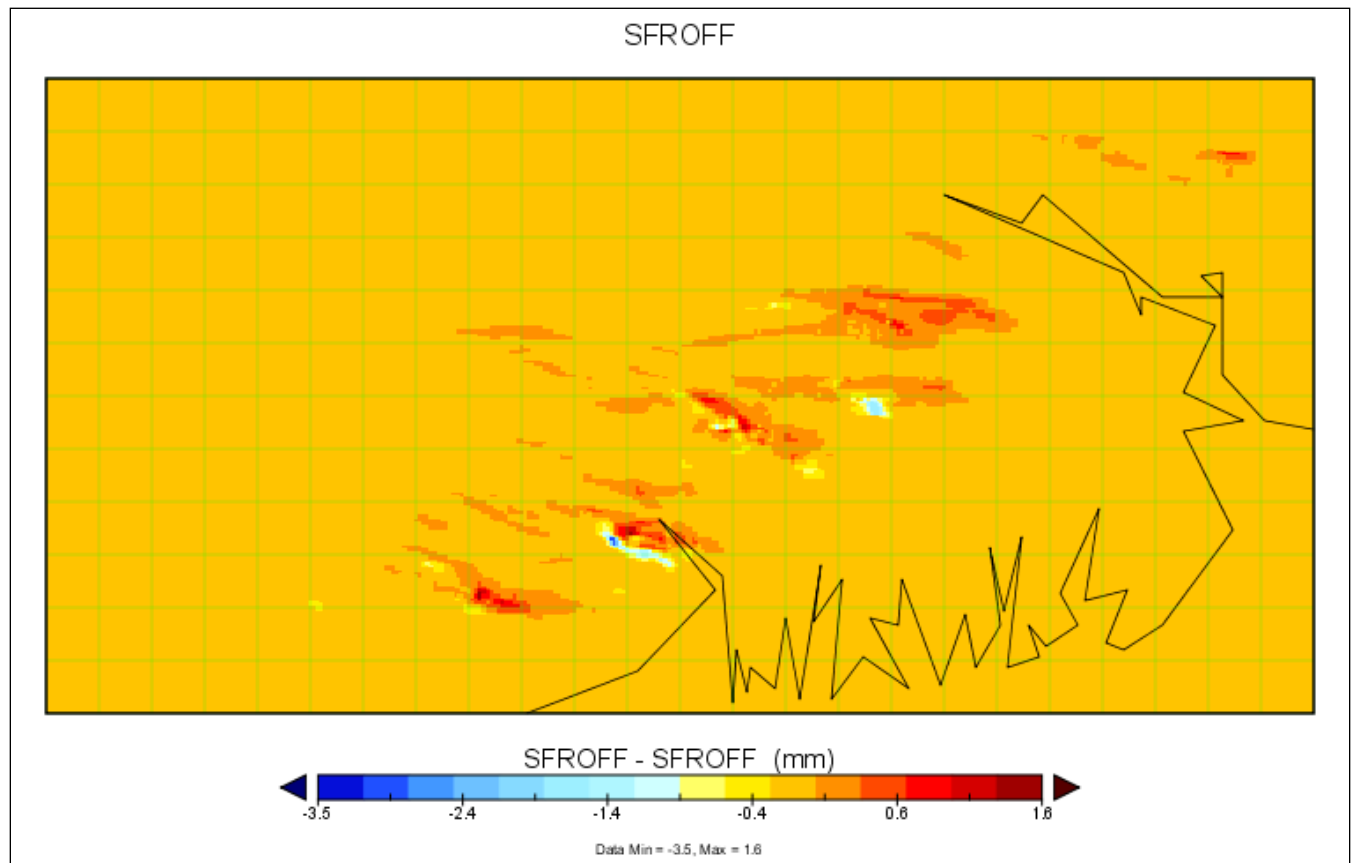 SFROFF
SFROFF - SFROFF (mm)
-3.5 -2.4 -1.4 -0.4 0.6 1.6
Data Min = -3.5, Max = 1.6